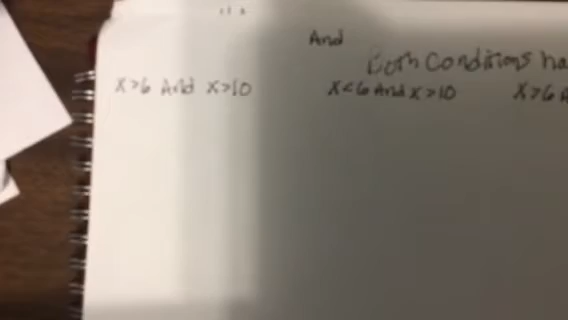 And
Both Conditions ha
x>6 And x>10 x<6 And x>10 x>6 A